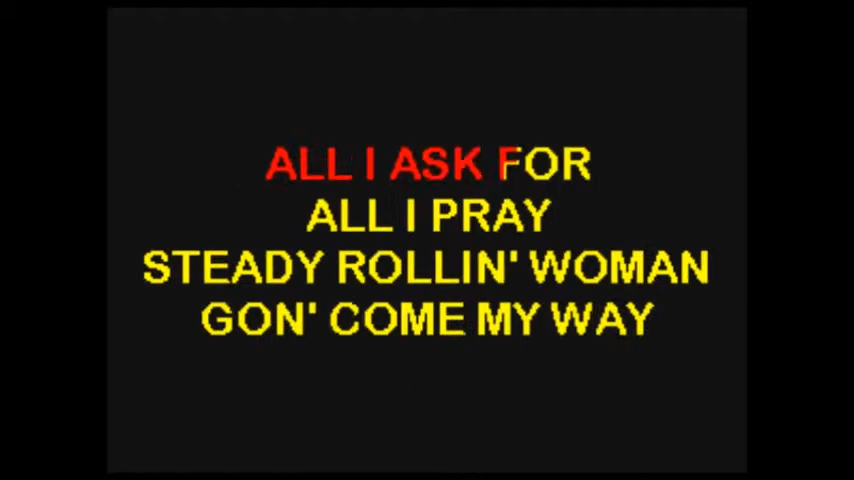 ALL I ASK FOR
ALL I PRAY
STEADY ROLLIN' WOMAN
GON' COME MY WAY